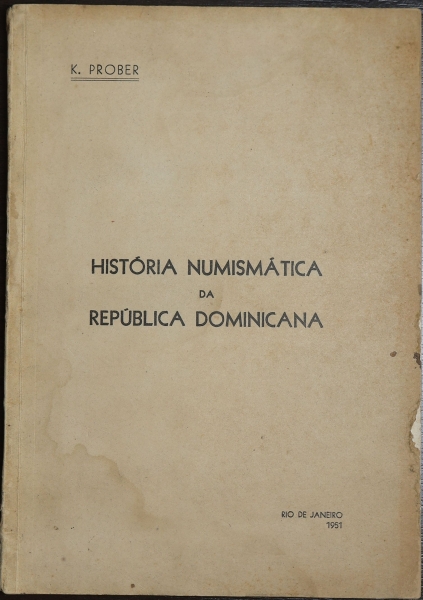 K. PROBER
HISTÓRIA NUMISMÁTICA
DA
REPÚBLICA DOMINICANA
RIO DE JANEIRO
1951